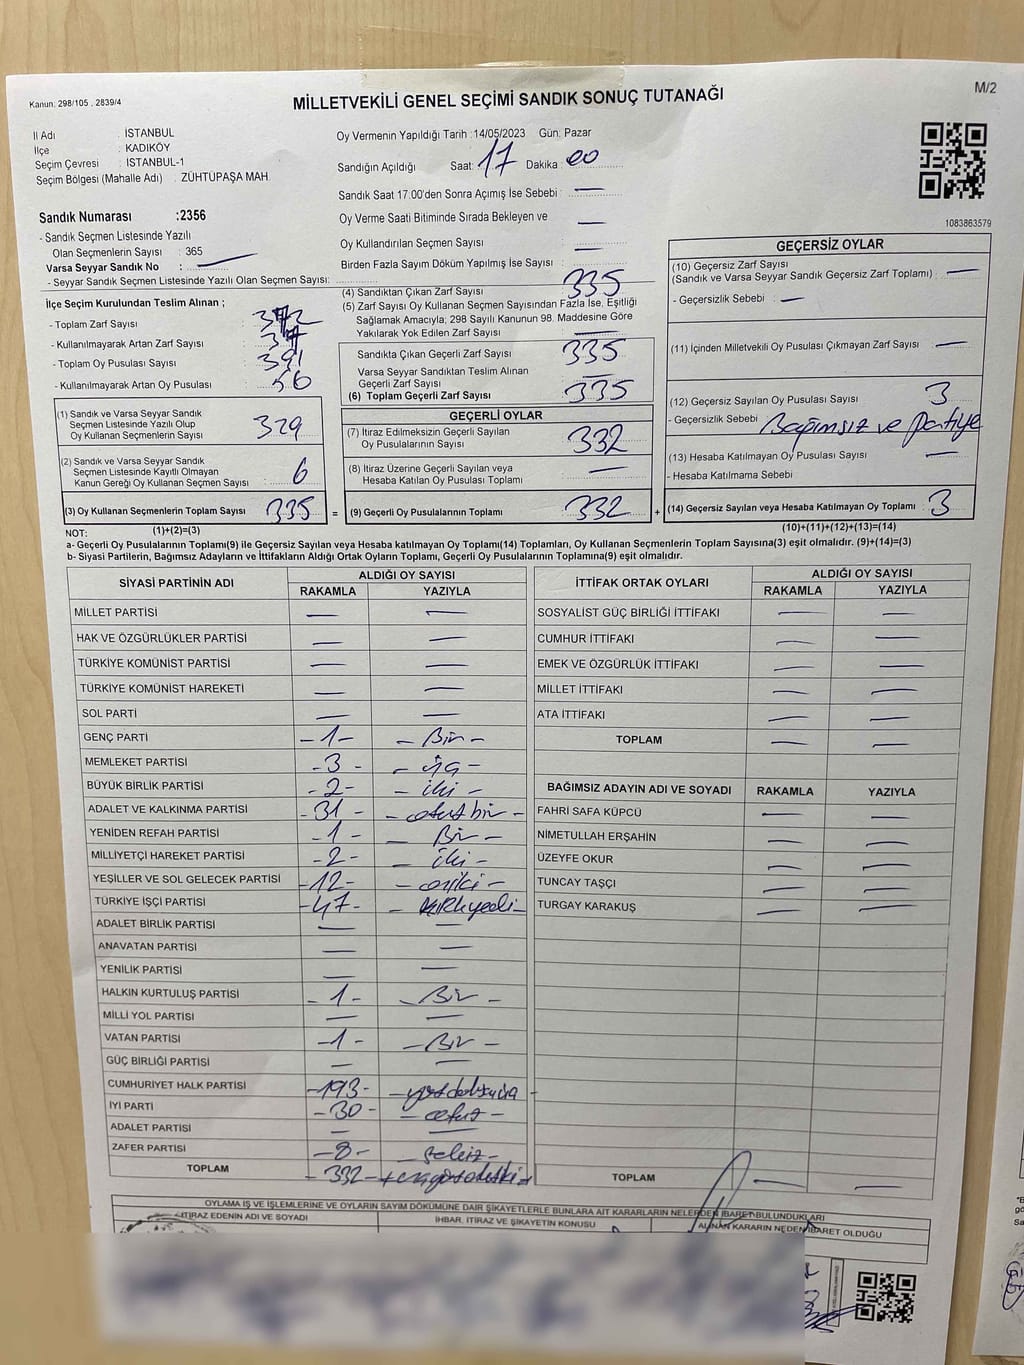 Kanun: 298/105 . 2839/4
MİLLETVEKİLİ GENEL SEÇİMİ SANDIK SONUÇ TUTANAĞI
M/2
İl Adı : İSTANBUL
İlçe : KADIKÖY
Seçim Çevresi : İSTANBUL-1
Seçim Bölgesi (Mahalle Adı) : ZÜHTÜPAŞA MAH.
Oy Vermenin Yapıldığı Tarih :14/05/2023 Gün: Pazar
Sandığın Açıldığı Saat: 17 Dakika 00
Sandık Saat 17.00'den Sonra Açımış İse Sebebi : —
Oy Verme Saati Bitiminde Sırada Bekleyen ve
Oy Kullandırılan Seçmen Sayısı : —
Birden Fazla Sayım Döküm Yapılmış İse Sayısı : —
1083863579
Sandık Numarası :2356
- Sandık Seçmen Listesinde Yazılı
Olan Seçmenlerin Sayısı : 365
Varsa Seyyar Sandık No : —
- Seyyar Sandık Seçmen Listesinde Yazılı Olan Seçmen Sayısı:
İlçe Seçim Kurulundan Teslim Alınan ;
- Toplam Zarf Sayısı :
- Kullanılmayarak Artan Zarf Sayısı :
- Toplam Oy Pusulası Sayısı : 391
- Kullanılmayarak Artan Oy Pusulası : 56
(1) Sandık ve Varsa Seyyar Sandık
Seçmen Listesinde Yazılı Olup
Oy Kullanan Seçmenlerin Sayısı : 329
(2) Sandık ve Varsa Seyyar Sandık
Seçmen Listesinde Kayıtlı Olmayan
Kanun Gereği Oy Kullanan Seçmen Sayısı : 6
(3) Oy Kullanan Seçmenlerin Toplam Sayısı : 335
(1)+(2)=(3)
(4) Sandıktan Çıkan Zarf Sayısı : 335
(5) Zarf Sayısı Oy Kullanan Seçmen Sayısından Fazla İse, Eşitliği
Sağlamak Amacıyla; 298 Sayılı Kanunun 98. Maddesine Göre
Yakılarak Yok Edilen Zarf Sayısı : —
Sandıkta Çıkan Geçerli Zarf Sayısı : 335
Varsa Seyyar Sandıktan Teslim Alınan
Geçerli Zarf Sayısı : —
(6) Toplam Geçerli Zarf Sayısı : 335
GEÇERLİ OYLAR
(7) İtiraz Edilmeksizin Geçerli Sayılan
Oy Pusulalarının Sayısı : 332
(8) İtiraz Üzerine Geçerli Sayılan veya
Hesaba Katılan Oy Pusulası Toplamı : —
= (9) Geçerli Oy Pusulalarının Toplamı : 332
GEÇERSİZ OYLAR
(10) Geçersiz Zarf Sayısı
(Sandık ve Varsa Seyyar Sandık Geçersiz Zarf Toplamı) : —
- Geçersizlik Sebebi : —
(11) İçinden Milletvekili Oy Pusulası Çıkmayan Zarf Sayısı : —
(12) Geçersiz Sayılan Oy Pusulası Sayısı : 3
- Geçersizlik Sebebi : Bağımsız ve Partiye
(13) Hesaba Katılmayan Oy Pusulası Sayısı : —
- Hesaba Katılmama Sebebi :
+ (14) Geçersiz Sayılan veya Hesaba Katılmayan Oy Toplamı : 3
(10)+(11)+(12)+(13)=(14)
NOT:
a- Geçerli Oy Pusulalarının Toplamı(9) ile Geçersiz Sayılan veya Hesaba Katılmayan Oy Toplamı(14) Toplamları, Oy Kullanan Seçmenlerin Toplam Sayısına(3) eşit olmalıdır. (9)+(14)=(3)
b- Siyasi Partilerin, Bağımsız Adayların ve İttifakların Aldığı Ortak Oyların Toplamı, Geçerli Oy Pusulalarının Toplamına(9) eşit olmalıdır.
SİYASİ PARTİNİN ADI ALDIĞI OY SAYISI
RAKAMLA YAZIYLA
MİLLET PARTİSİ — —
HAK VE ÖZGÜRLÜKLER PARTİSİ — —
TÜRKİYE KOMÜNİST PARTİSİ — —
TÜRKİYE KOMÜNİST HAREKETİ — —
SOL PARTİ — —
GENÇ PARTİ -1- - Bir -
MEMLEKET PARTİSİ -3- - üç -
BÜYÜK BİRLİK PARTİSİ -2- - iki -
ADALET VE KALKINMA PARTİSİ -31- - otuz bir -
YENİDEN REFAH PARTİSİ -1- - Bir -
MİLLİYETÇİ HAREKET PARTİSİ -2- - iki -
YEŞİLLER VE SOL GELECEK PARTİSİ -12- - oniki -
TÜRKİYE İŞÇİ PARTİSİ -47- - kırkyedi -
ADALET BİRLİK PARTİSİ — —
ANAVATAN PARTİSİ — —
YENİLİK PARTİSİ — —
HALKIN KURTULUŞ PARTİSİ -1- - Bir -
MİLLİ YOL PARTİSİ — —
VATAN PARTİSİ -1- - Bir -
GÜÇ BİRLİĞİ PARTİSİ — —
CUMHURİYET HALK PARTİSİ -193- - yüzdoksanüç -
İYİ PARTİ -30- - otuz -
ADALET PARTİSİ — —
ZAFER PARTİSİ -8- - sekiz -
TOPLAM -332-
İTTİFAK ORTAK OYLARI ALDIĞI OY SAYISI
RAKAMLA YAZIYLA
SOSYALİST GÜÇ BİRLİĞİ İTTİFAKI — —
CUMHUR İTTİFAKI — —
EMEK VE ÖZGÜRLÜK İTTİFAKI — —
MİLLET İTTİFAKI — —
ATA İTTİFAKI — —
TOPLAM — —
BAĞIMSIZ ADAYIN ADI VE SOYADI RAKAMLA YAZIYLA
FAHRİ SAFA KÜPCÜ — —
NİMETULLAH ERŞAHİN — —
ÜZEYFE OKUR — —
TUNCAY TAŞÇI — —
TURGAY KARAKUŞ — —
TOPLAM — —
OYLAMA İŞ VE İŞLEMLERİNE VE OYLARIN SAYIM DÖKÜMÜNE DAİR ŞİKAYETLERLE BUNLARA AİT KARARLARIN NELERDEN İBARET BULUNDUKLARI
İTİRAZ EDENİN ADI VE SOYADI İHBAR, İTİRAZ VE ŞİKAYETİN KONUSU ALINAN KARARIN NEDEN İBARET OLDUĞU